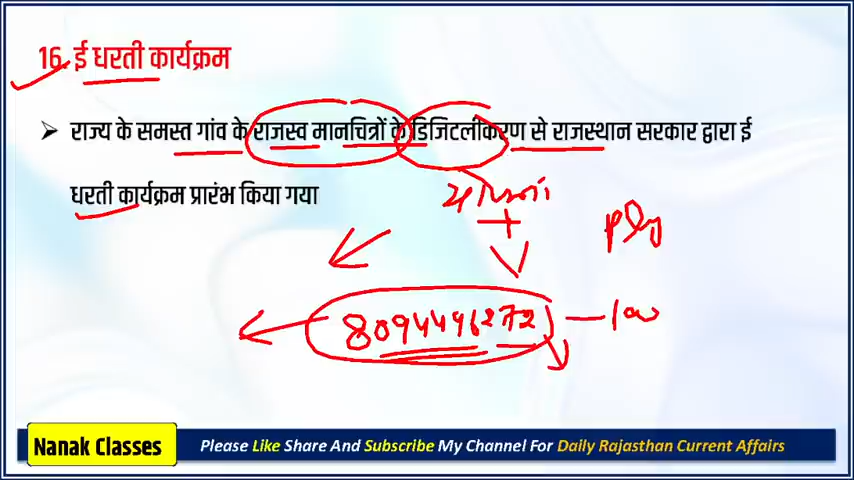 16. ई धरती कार्यक्रम
➤ राज्य के समस्त गांव के राजस्व मानचित्रों के डिजिटलीकरण से राजस्थान सरकार द्वारा ई
धरती कार्यक्रम प्रारंभ किया गया
8094496272
Nanak Classes
Please Like Share And Subscribe My Channel For Daily Rajasthan Current Affairs